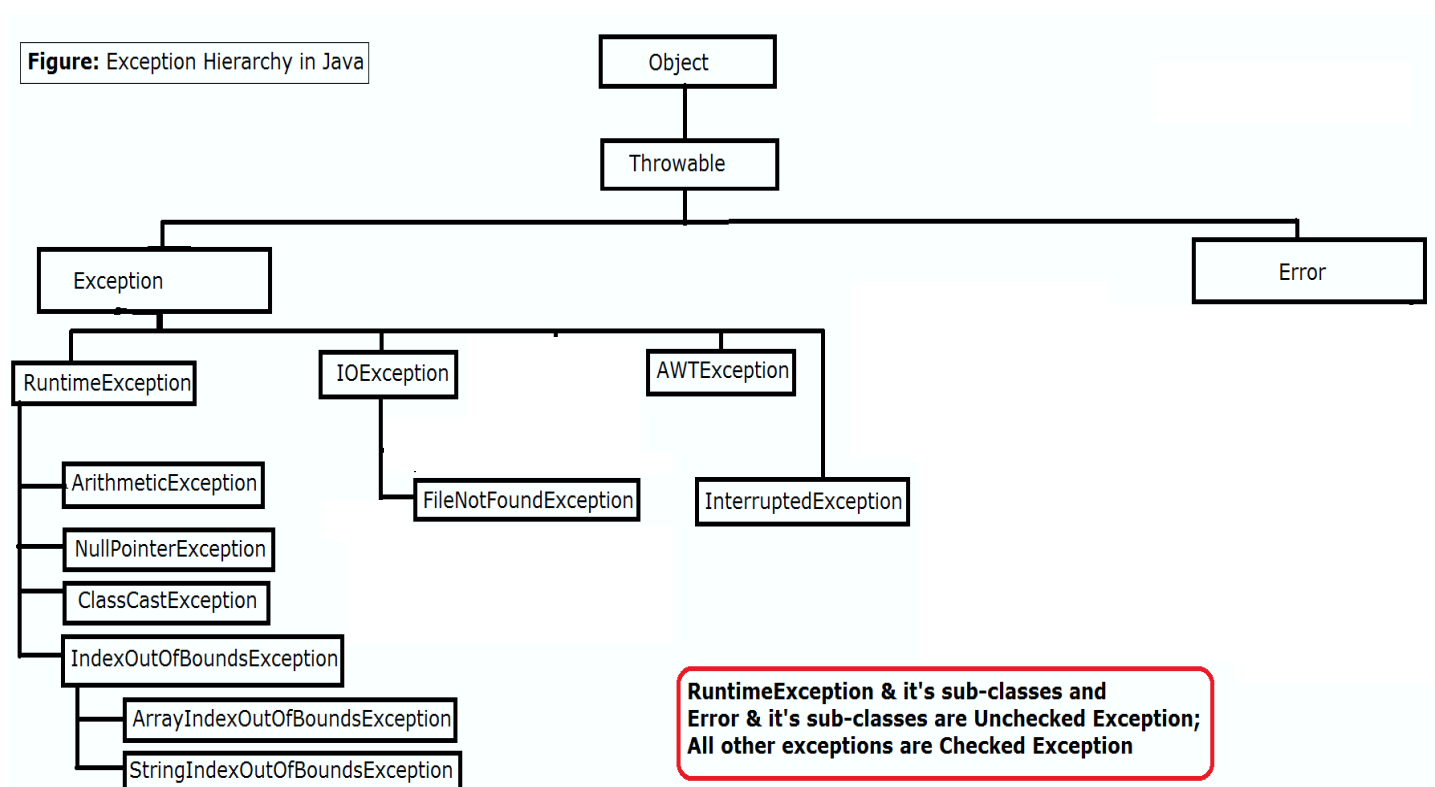 Figure: Exception Hierarchy in Java
Object
Throwable
Exception
Error
RuntimeException
IOException
AWTException
ArithmeticException
FileNotFoundException
InterruptedException
NullPointerException
ClassCastException
IndexOutOfBoundsException
ArrayIndexOutOfBoundsException
StringIndexOutOfBoundsException
RuntimeException & it's sub-classes and
Error & it's sub-classes are Unchecked Exception;
All other exceptions are Checked Exception